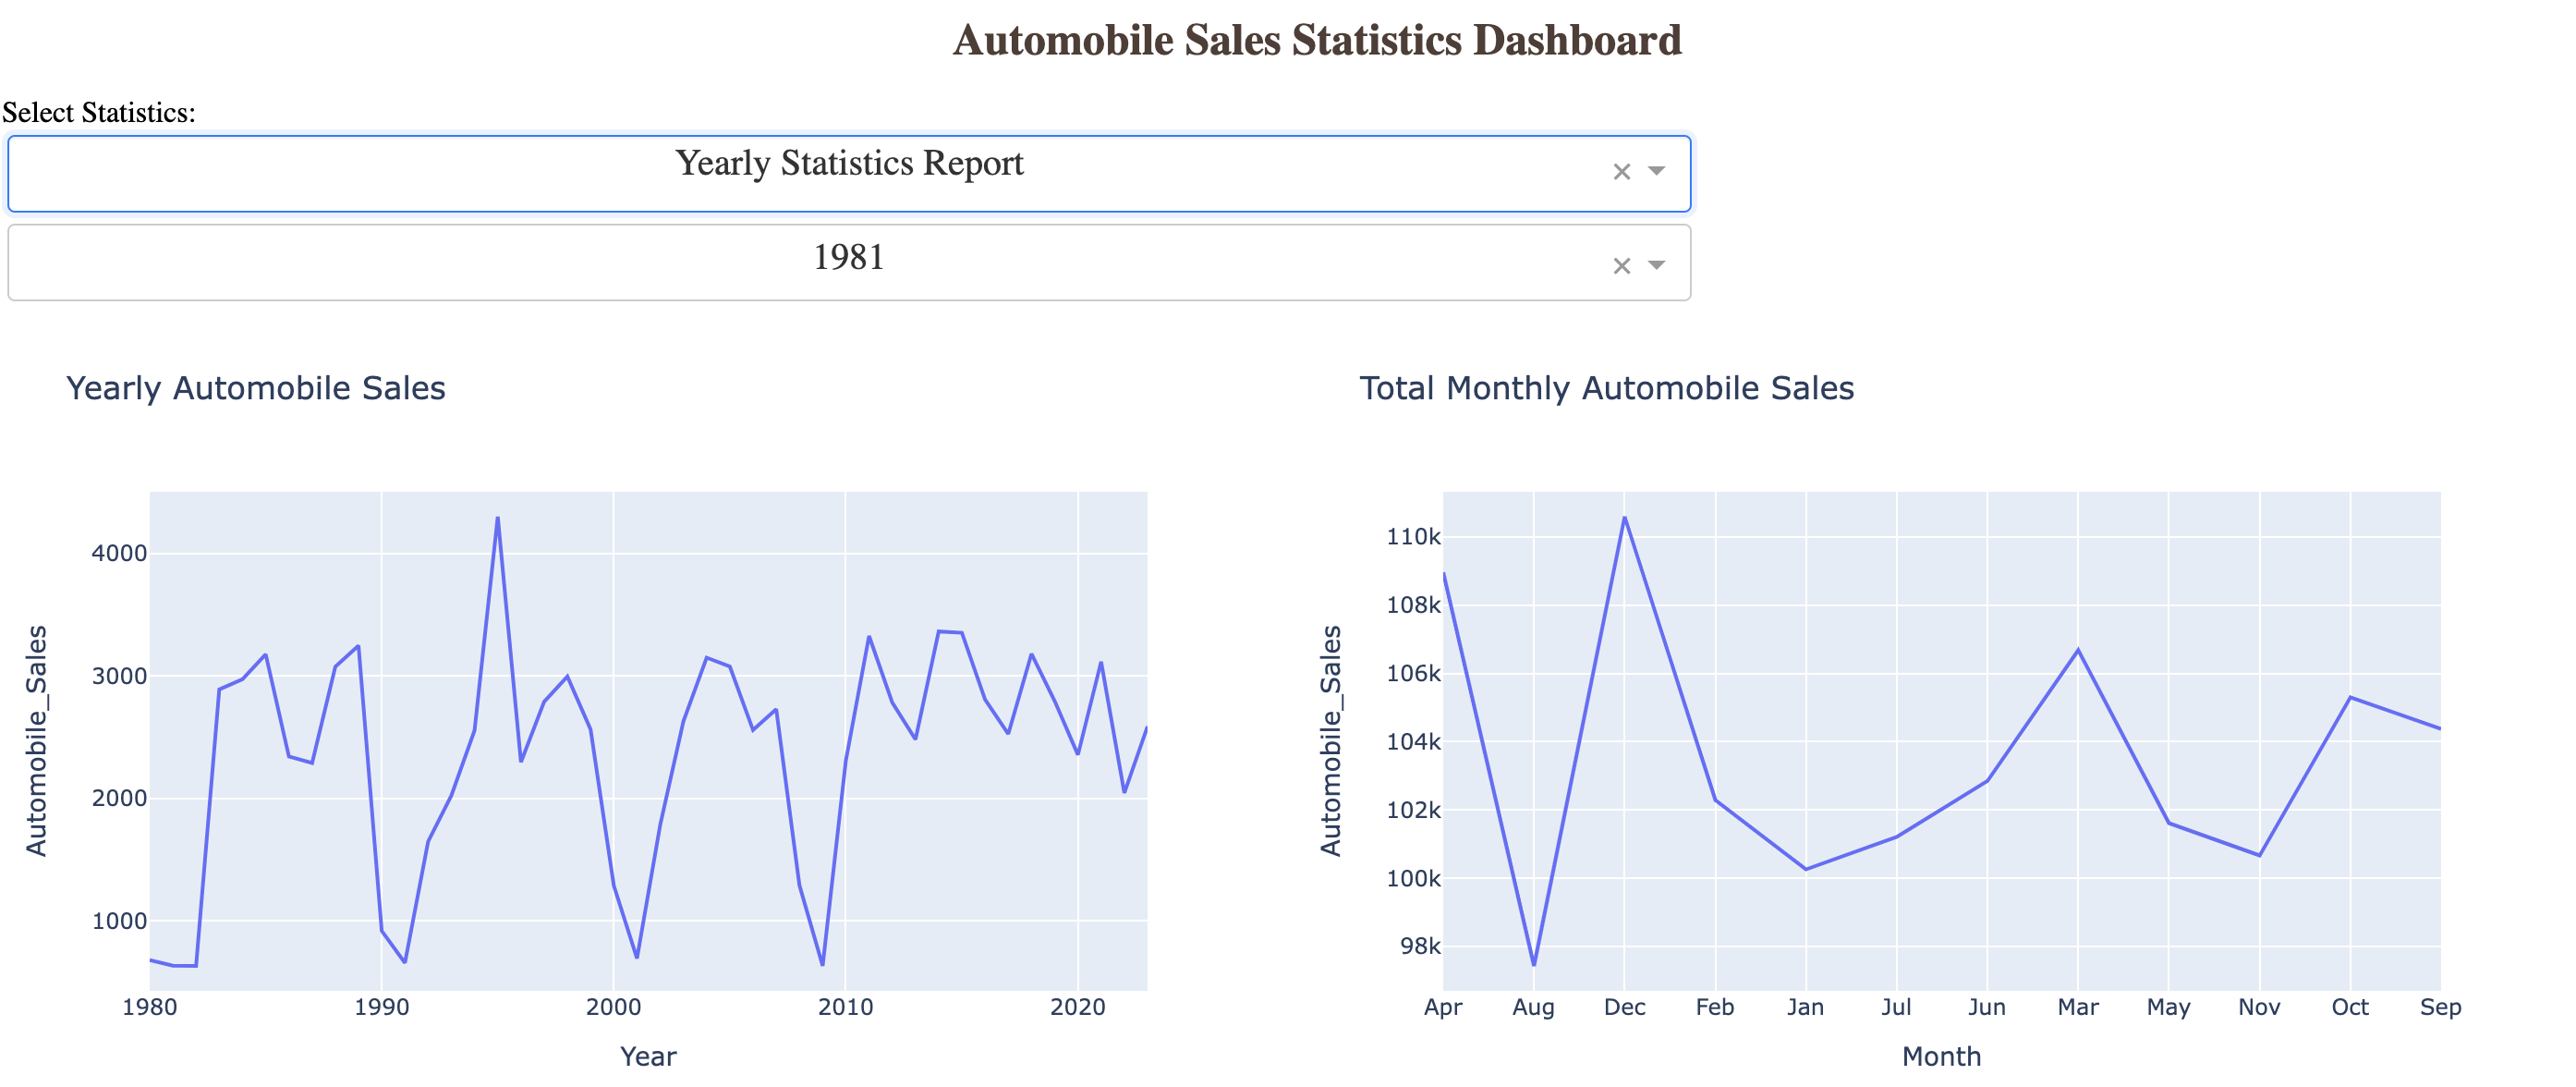 Automobile Sales Statistics Dashboard
Select Statistics:
Yearly Statistics Report
1981
Yearly Automobile Sales
4000
3000
2000
1000
Automobile_Sales
1980 1990 2000 2010 2020
Year
Total Monthly Automobile Sales
110k
108k
106k
104k
102k
100k
98k
Automobile_Sales
Apr Aug Dec Feb Jan Jul Jun Mar May Nov Oct Sep
Month